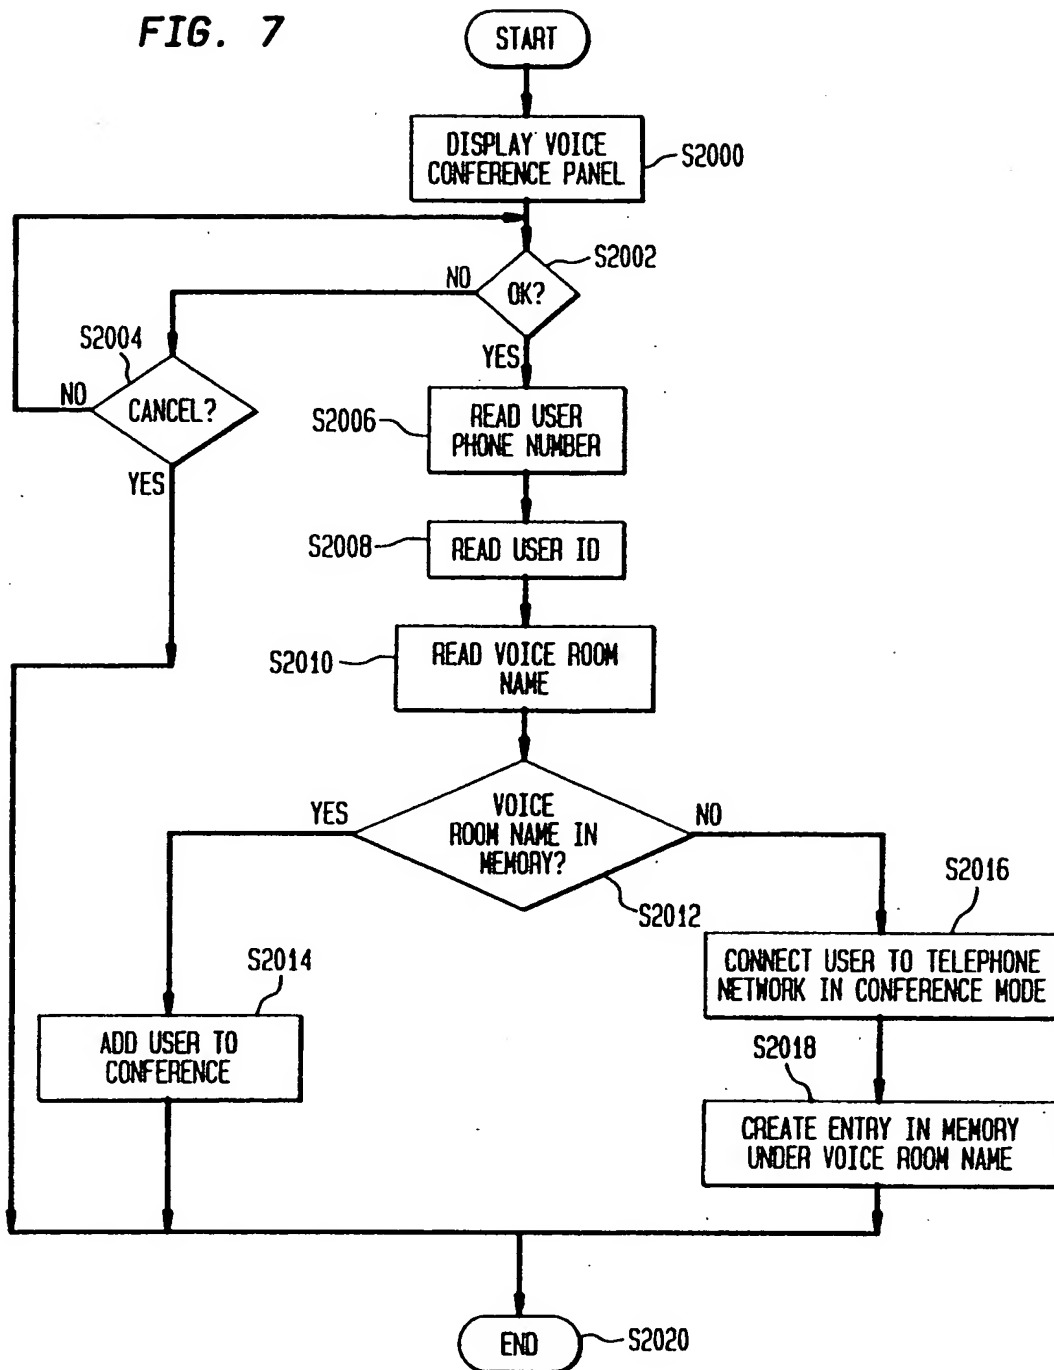 FIG. 7
START
DISPLAY VOICE
CONFERENCE PANEL
S2000
S2002
NO
OK?
S2004
YES
NO
CANCEL?
S2006
READ USER
PHONE NUMBER
YES
S2008
READ USER ID
S2010
READ VOICE ROOM
NAME
YES
VOICE
ROOM NAME IN
MEMORY?
NO
S2012
S2016
S2014
CONNECT USER TO TELEPHONE
NETWORK IN CONFERENCE MODE
ADD USER TO
CONFERENCE
S2018
CREATE ENTRY IN MEMORY
UNDER VOICE ROOM NAME
END
S2020